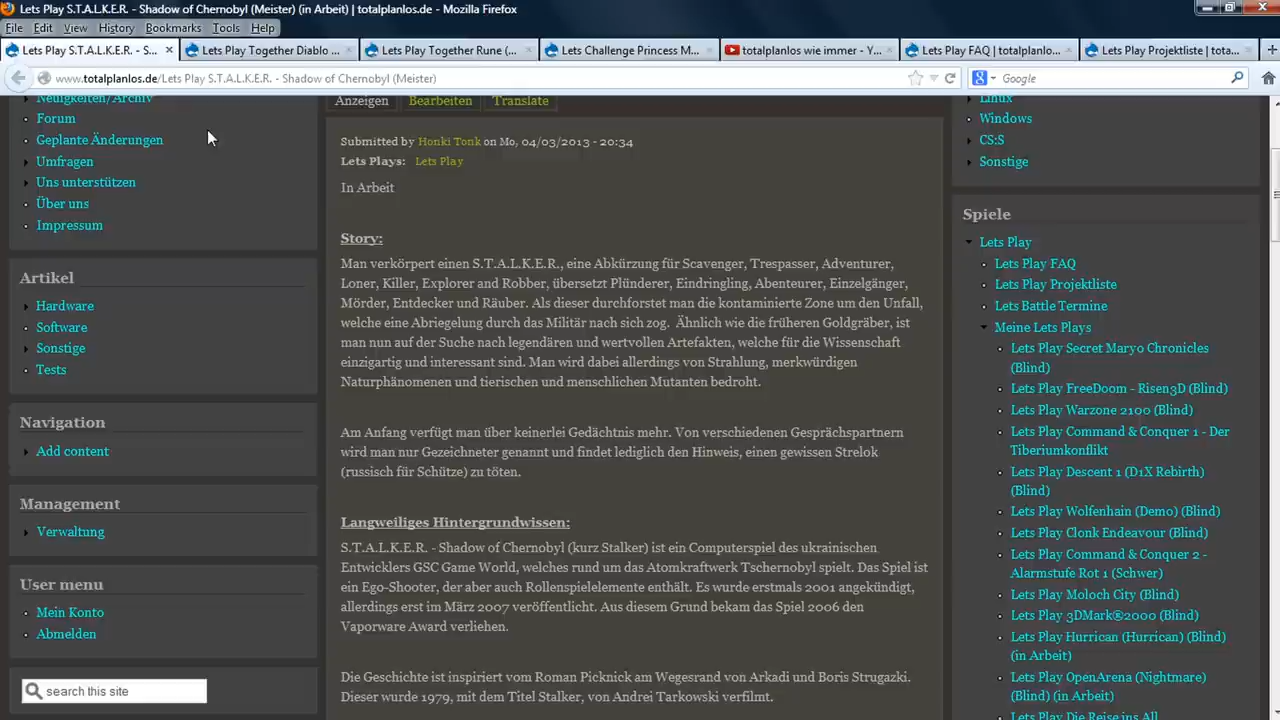 Lets Play S.T.A.L.K.E.R. - Shadow of Chernobyl (Meister) (in Arbeit) | totalplanlos.de - Mozilla Firefox
File Edit View History Bookmarks Tools Help
Lets Play S.T.A.L.K.E.R. - S... × Lets Play Together Diablo ... × Lets Play Together Rune (... × Lets Challenge Princess M... × totalplanlos wie immer - Y... × Lets Play FAQ | totalplanlo... × Lets Play Projektliste | tota... × +
www.totalplanlos.de/Lets Play S.T.A.L.K.E.R. - Shadow of Chernobyl (Meister)
Google
Neuigkeiten/Archiv
Forum
Geplante Änderungen
Umfragen
Uns unterstützen
Über uns
Impressum
Artikel
Hardware
Software
Sonstige
Tests
Navigation
Add content
Management
Verwaltung
User menu
Mein Konto
Abmelden
search this site
Anzeigen Bearbeiten Translate
Submitted by Honki Tonk on Mo, 04/03/2013 - 20:34
Lets Plays: Lets Play
In Arbeit
Story:
Man verkörpert einen S.T.A.L.K.E.R., eine Abkürzung für Scavenger, Trespasser, Adventurer,
Loner, Killer, Explorer and Robber, übersetzt Plünderer, Eindringling, Abenteurer, Einzelgänger,
Mörder, Entdecker und Räuber. Als dieser durchforstet man die kontaminierte Zone um den Unfall,
welche eine Abriegelung durch das Militär nach sich zog. Ähnlich wie die früheren Goldgräber, ist
man nun auf der Suche nach legendären und wertvollen Artefakten, welche für die Wissenschaft
einzigartig und interessant sind. Man wird dabei allerdings von Strahlung, merkwürdigen
Naturphänomenen und tierischen und menschlichen Mutanten bedroht.
Am Anfang verfügt man über keinerlei Gedächtnis mehr. Von verschiedenen Gesprächspartnern
wird man nur Gezeichneter genannt und findet lediglich den Hinweis, einen gewissen Strelok
(russisch für Schütze) zu töten.
Langweiliges Hintergrundwissen:
S.T.A.L.K.E.R. - Shadow of Chernobyl (kurz Stalker) ist ein Computerspiel des ukrainischen
Entwicklers GSC Game World, welches rund um das Atomkraftwerk Tschernobyl spielt. Das Spiel ist
ein Ego-Shooter, der aber auch Rollenspielelemente enthält. Es wurde erstmals 2001 angekündigt,
allerdings erst im März 2007 veröffentlicht. Aus diesem Grund bekam das Spiel 2006 den
Vaporware Award verliehen.
Die Geschichte ist inspiriert vom Roman Picknick am Wegesrand von Arkadi und Boris Strugazki.
Dieser wurde 1979, mit dem Titel Stalker, von Andrei Tarkowski verfilmt.
Linux
Windows
CS:S
Sonstige
Spiele
Lets Play
Lets Play FAQ
Lets Play Projektliste
Lets Battle Termine
Meine Lets Plays
Lets Play Secret Maryo Chronicles
(Blind)
Lets Play FreeDoom - Risen3D (Blind)
Lets Play Warzone 2100 (Blind)
Lets Play Command & Conquer 1 - Der
Tiberiumkonflikt
Lets Play Descent 1 (D1X Rebirth)
(Blind)
Lets Play Wolfenhain (Demo) (Blind)
Lets Play Clonk Endeavour (Blind)
Lets Play Command & Conquer 2 -
Alarmstufe Rot 1 (Schwer)
Lets Play Moloch City (Blind)
Lets Play 3DMark®2000 (Blind)
Lets Play Hurrican (Hurrican) (Blind)
(in Arbeit)
Lets Play OpenArena (Nightmare)
(Blind) (in Arbeit)
Lets Play Die Reise ins All